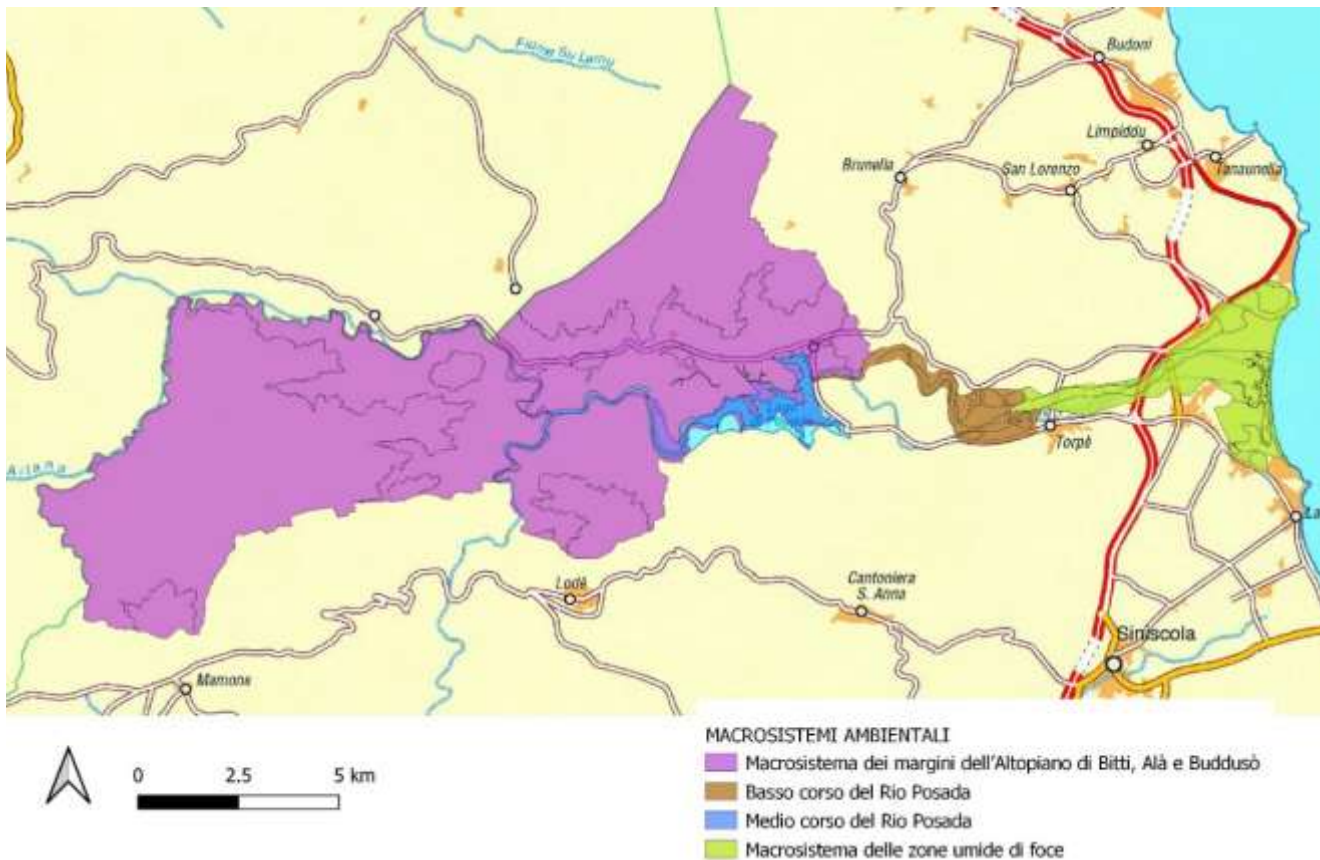 Fiume Su Lernu
Budoni
Limpiddu
Brunella
San Lorenzo
Tanaunella
Torpè
La
Lodè
Cantoniera
S. Anna
Siniscola
Mamone
0 2.5 5 km
MACROSISTEMI AMBIENTALI
Macrosistema dei margini dell'Altopiano di Bitti, Alà e Buddusò
Basso corso del Rio Posada
Medio corso del Rio Posada
Macrosistema delle zone umide di foce